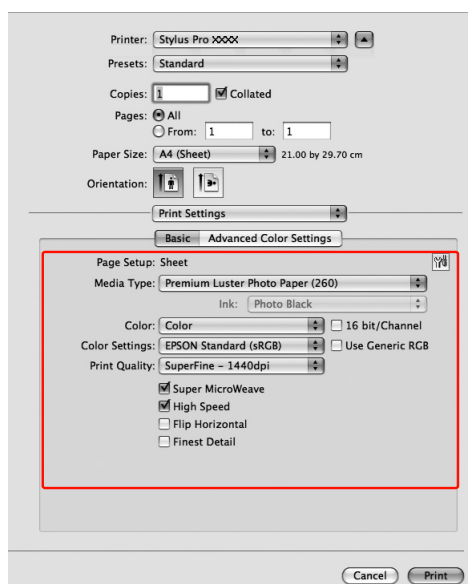 Printer: Stylus Pro XXXX
Presets: Standard
Copies: 1 Collated
Pages: All
From: 1 to: 1
Paper Size: A4 (Sheet) 21.00 by 29.70 cm
Orientation:
Print Settings
Basic Advanced Color Settings
Page Setup: Sheet
Media Type: Premium Luster Photo Paper (260)
Ink: Photo Black
Color: Color 16 bit/Channel
Color Settings: EPSON Standard (sRGB) Use Generic RGB
Print Quality: SuperFine – 1440dpi
Super MicroWeave
High Speed
Flip Horizontal
Finest Detail
Cancel Print